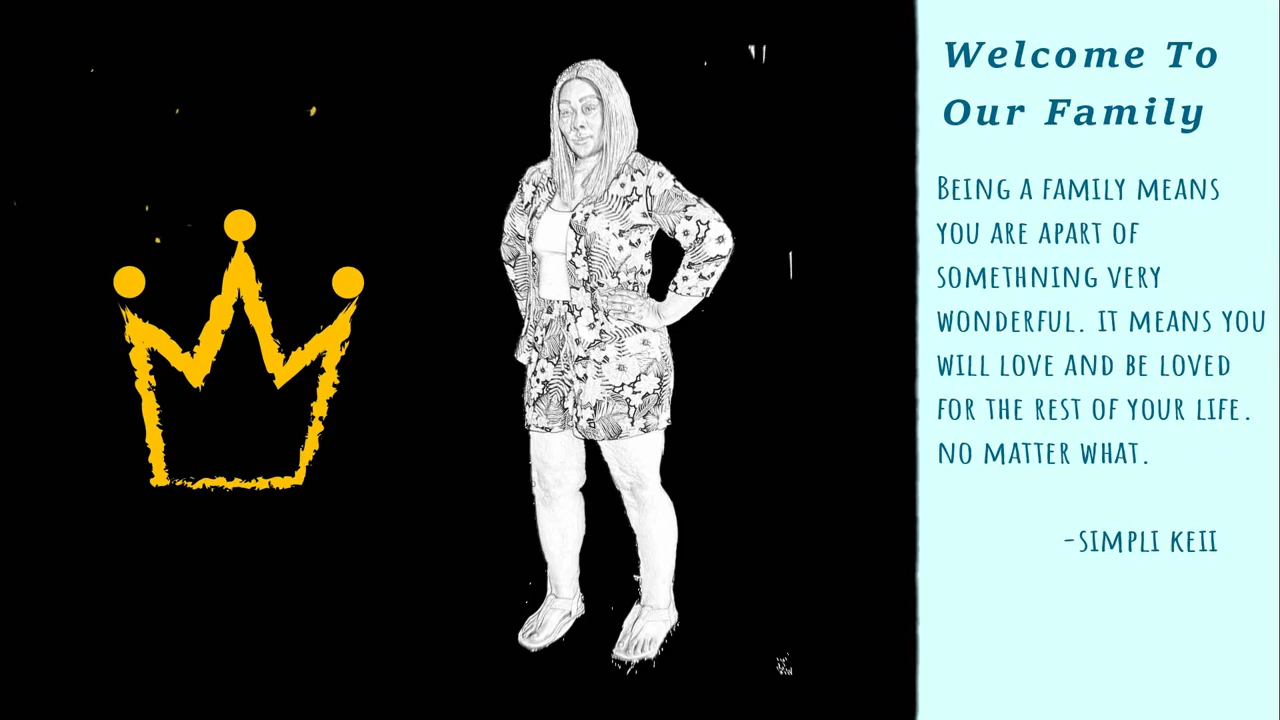 Welcome To
Our Family
BEING A FAMILY MEANS
YOU ARE APART OF
SOMETHNING VERY
WONDERFUL. IT MEANS YOU
WILL LOVE AND BE LOVED
FOR THE REST OF YOUR LIFE.
NO MATTER WHAT.
-SIMPLI KEII